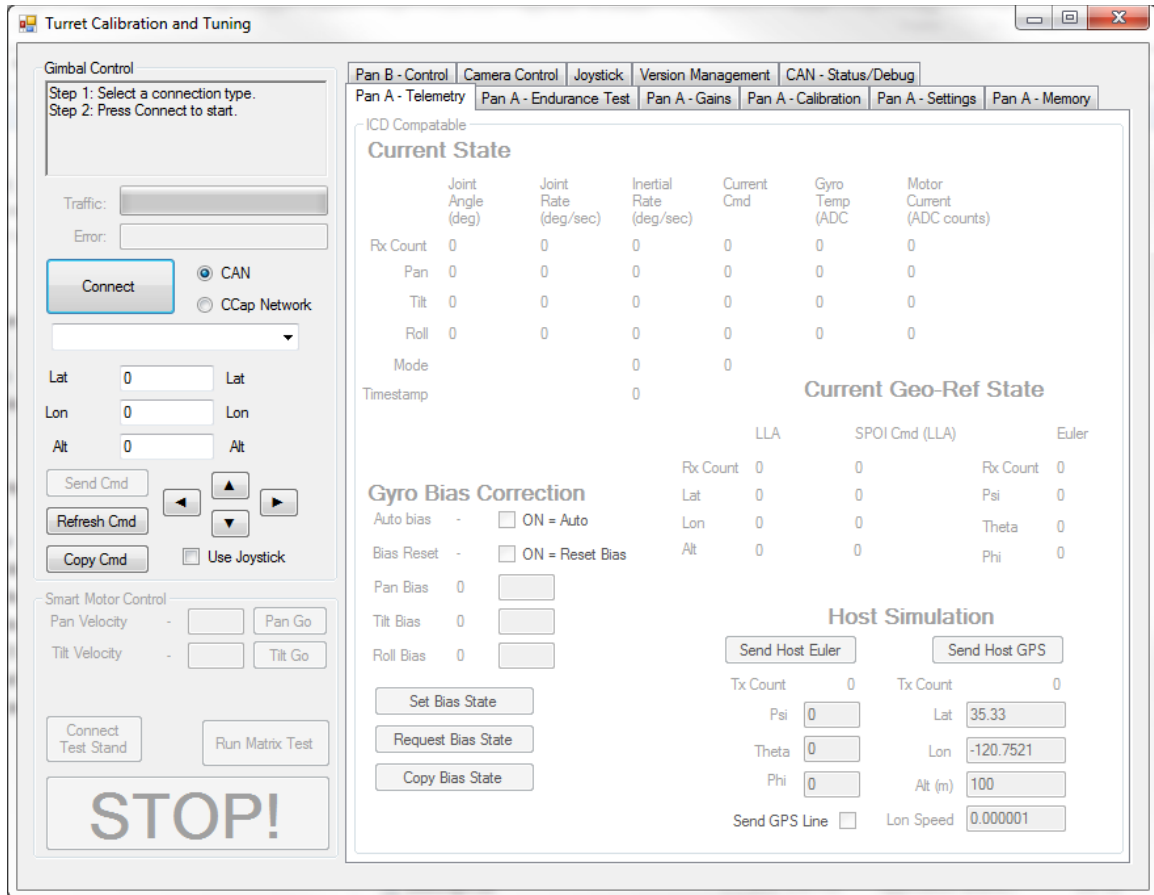 Turret Calibration and Tuning
Gimbal Control
Step 1: Select a connection type.
Step 2: Press Connect to start.
Traffic:
Error:
Connect
CAN
CCap Network
Lat 0 Lat
Lon 0 Lon
Alt 0 Alt
Send Cmd
Refresh Cmd
Copy Cmd
Use Joystick
Smart Motor Control
Pan Velocity - Pan Go
Tilt Velocity - Tilt Go
Connect
Test Stand
Run Matrix Test
STOP!
Pan B - Control Camera Control Joystick Version Management CAN - Status/Debug
Pan A - Telemetry Pan A - Endurance Test Pan A - Gains Pan A - Calibration Pan A - Settings Pan A - Memory
ICD Compatable
Current State
Joint Joint Inertial Current Gyro Motor
Angle Rate Rate Cmd Temp Current
(deg) (deg/sec) (deg/sec) (ADC (ADC counts)
Rx Count 0 0 0 0 0 0
Pan 0 0 0 0 0 0
Tilt 0 0 0 0 0 0
Roll 0 0 0 0 0 0
Mode 0 0
Timestamp 0
Current Geo-Ref State
LLA SPOI Cmd (LLA) Euler
Rx Count 0 0 Rx Count 0
Lat 0 0 Psi 0
Lon 0 0 Theta 0
Alt 0 0 Phi 0
Gyro Bias Correction
Auto bias - ON = Auto
Bias Reset - ON = Reset Bias
Pan Bias 0
Tilt Bias 0
Roll Bias 0
Set Bias State
Request Bias State
Copy Bias State
Host Simulation
Send Host Euler Send Host GPS
Tx Count 0 Tx Count 0
Psi 0 Lat 35.33
Theta 0 Lon -120.7521
Phi 0 Alt (m) 100
Send GPS Line Lon Speed 0.000001